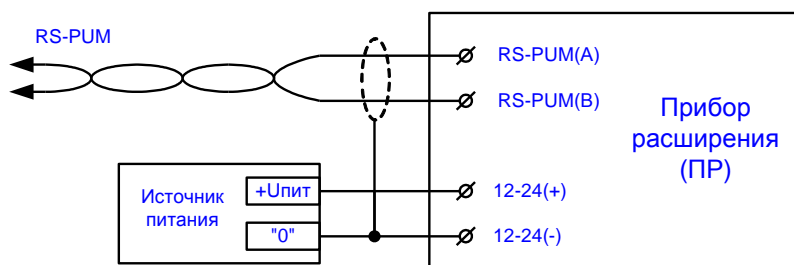 RS-PUM
RS-PUM(A)
RS-PUM(B)
Прибор
расширения
(ПР)
Источник
питания
+Uпит
"0"
12-24(+)
12-24(-)